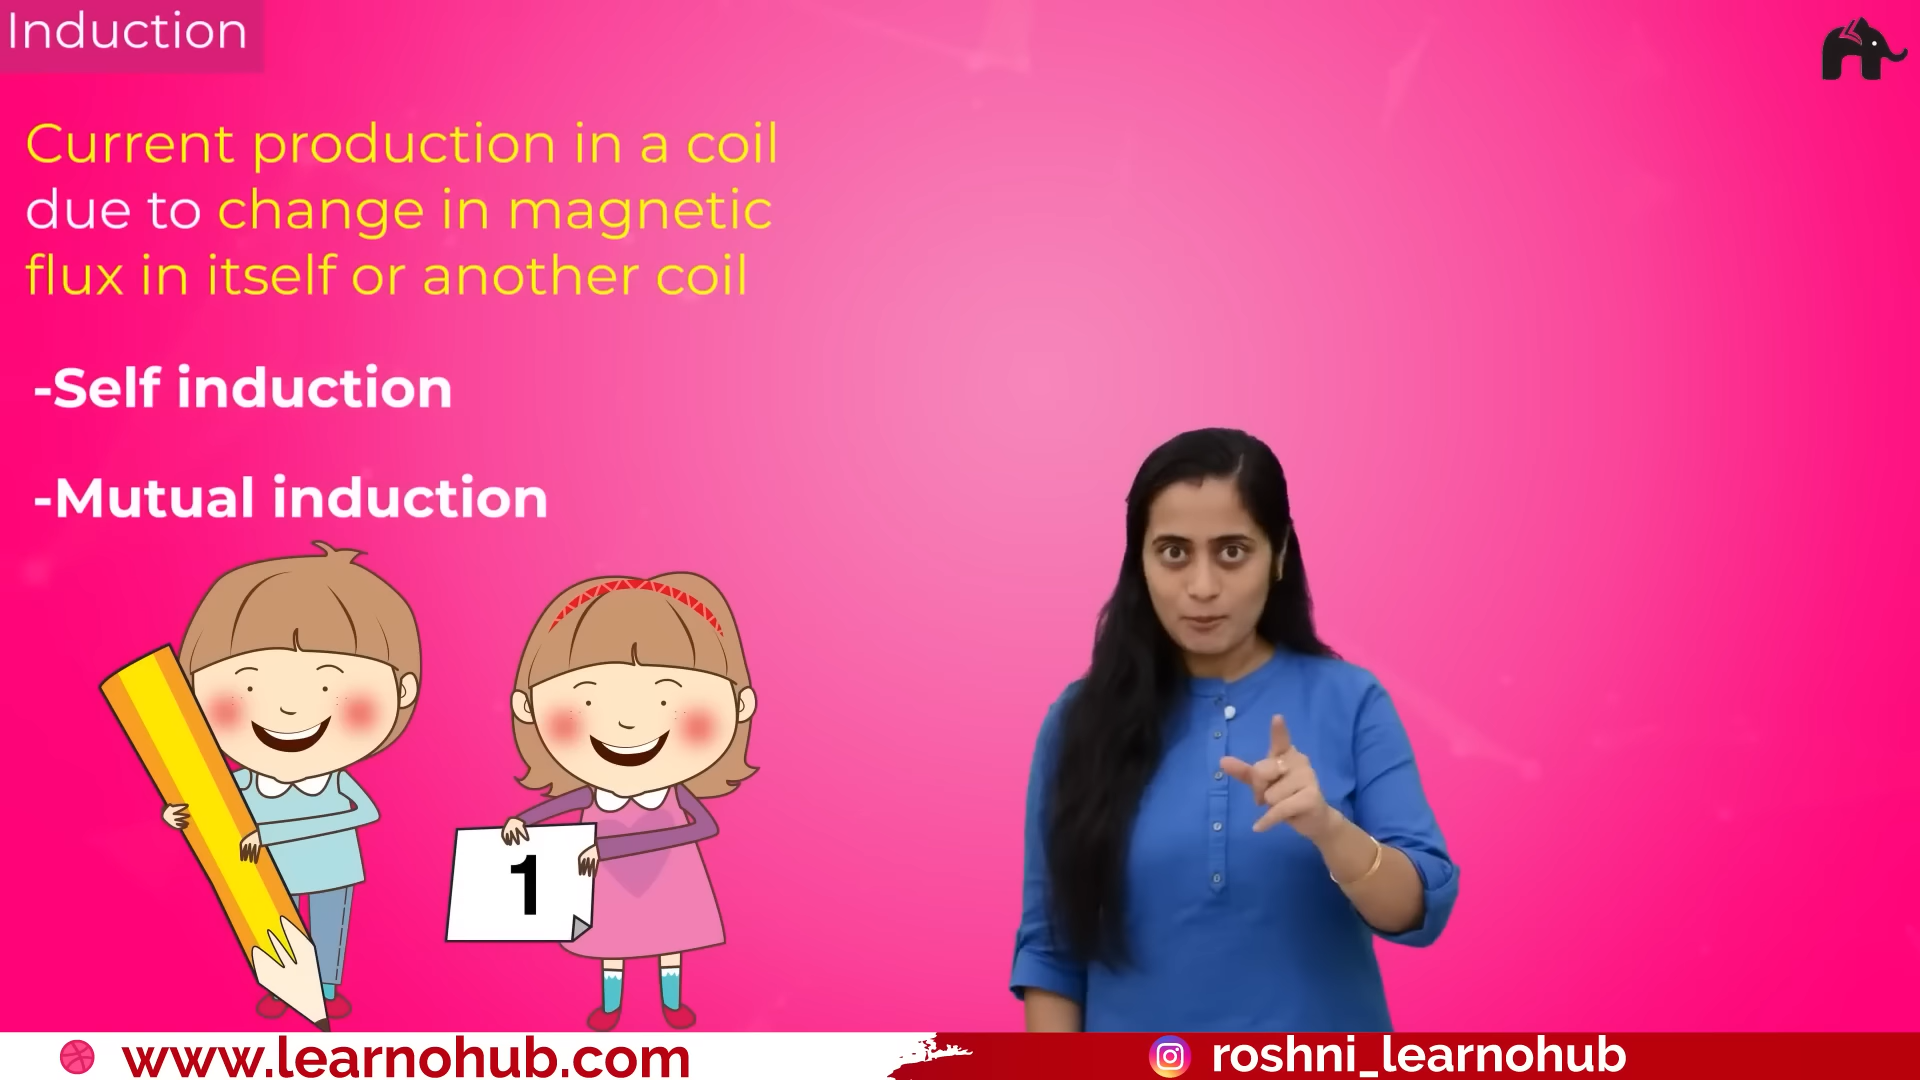 Induction
Current production in a coil
due to change in magnetic
flux in itself or another coil
-Self induction
-Mutual induction
1
www.learnohub.com
roshni_learnohub